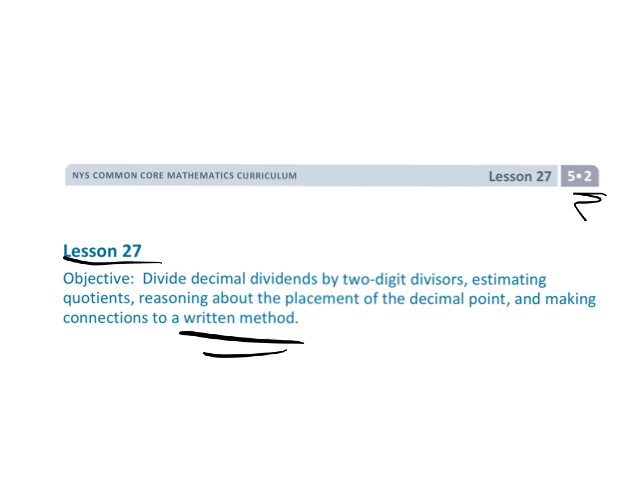 NYS COMMON CORE MATHEMATICS CURRICULUM Lesson 27 5•2
Lesson 27
Objective: Divide decimal dividends by two-digit divisors, estimating
quotients, reasoning about the placement of the decimal point, and making
connections to a written method.